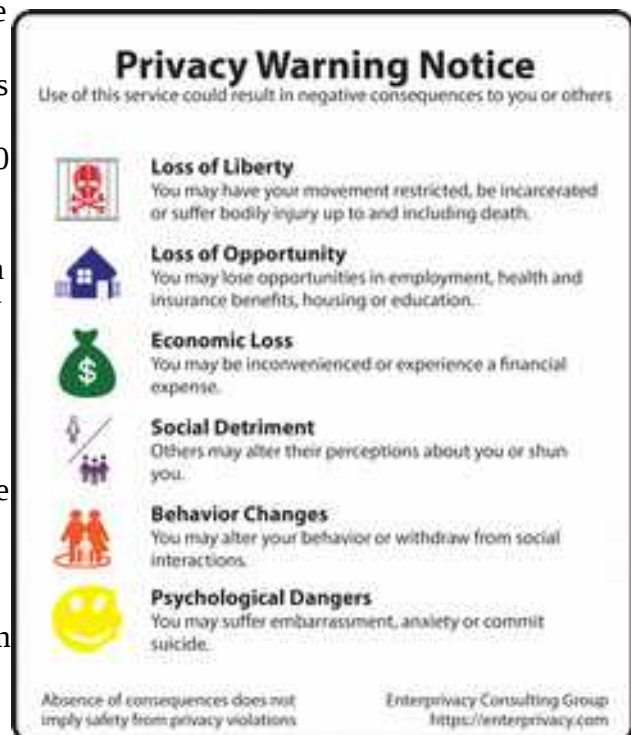 e
s
0
n
e
n
Privacy Warning Notice
Use of this service could result in negative consequences to you or others
Loss of Liberty
You may have your movement restricted, be incarcerated
or suffer bodily injury up to and including death.
Loss of Opportunity
You may lose opportunities in employment, health and
insurance benefits, housing or education.
Economic Loss
$
You may be inconvenienced or experience a financial
expense.
Social Detriment
Others may alter their perceptions about you or shun
you.
Behavior Changes
You may alter your behavior or withdraw from social
interactions.
Psychological Dangers
You may suffer embarrassment, anxiety or commit
suicide.
Absence of consequences does not
imply safety from privacy violations
Enterprivacy Consulting Group
https://enterprivacy.com